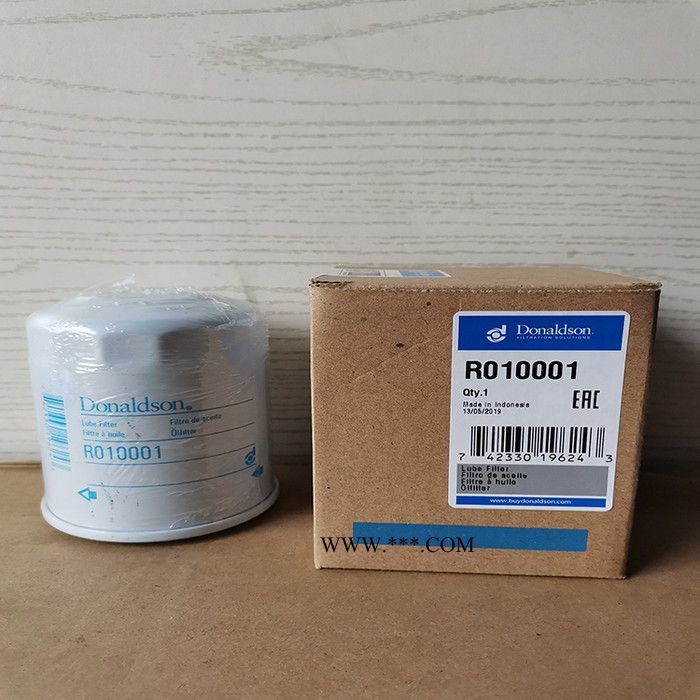 Donaldson®
Lube Filter Filtro de aceite
Filtre à huile Ölfilter
R010001
Donaldson.
FILTRATION SOLUTIONS
R010001
Qty.1
Made in Indonesia
13/05/2019
EAC
7 42330 19624 3
Lube Filter
Filtro de aceite
Filtre à huile
Ölfilter
www.buydonaldson.com
WWW.***.COM